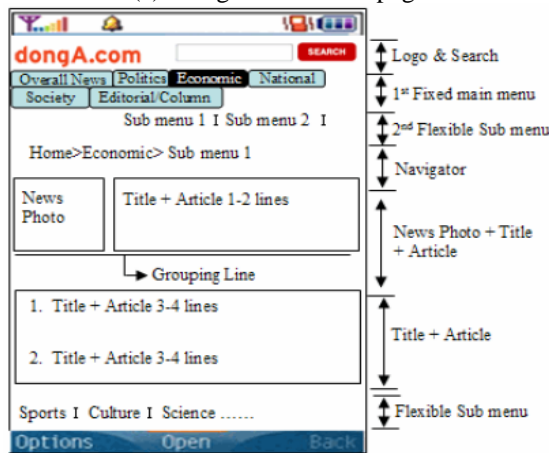 dongA.com SEARCH
Logo & Search
Overall News Politics Economic National
Society Editorial/Column
1st Fixed main menu
Sub menu 1 I Sub menu 2 I
2nd Flexible Sub menu
Home>Economic> Sub menu 1
Navigator
News
Photo
Title + Article 1-2 lines
News Photo + Title
+ Article
Grouping Line
1. Title + Article 3-4 lines
2. Title + Article 3-4 lines
Title + Article
Sports I Culture I Science ......
Flexible Sub menu
Options Open Back